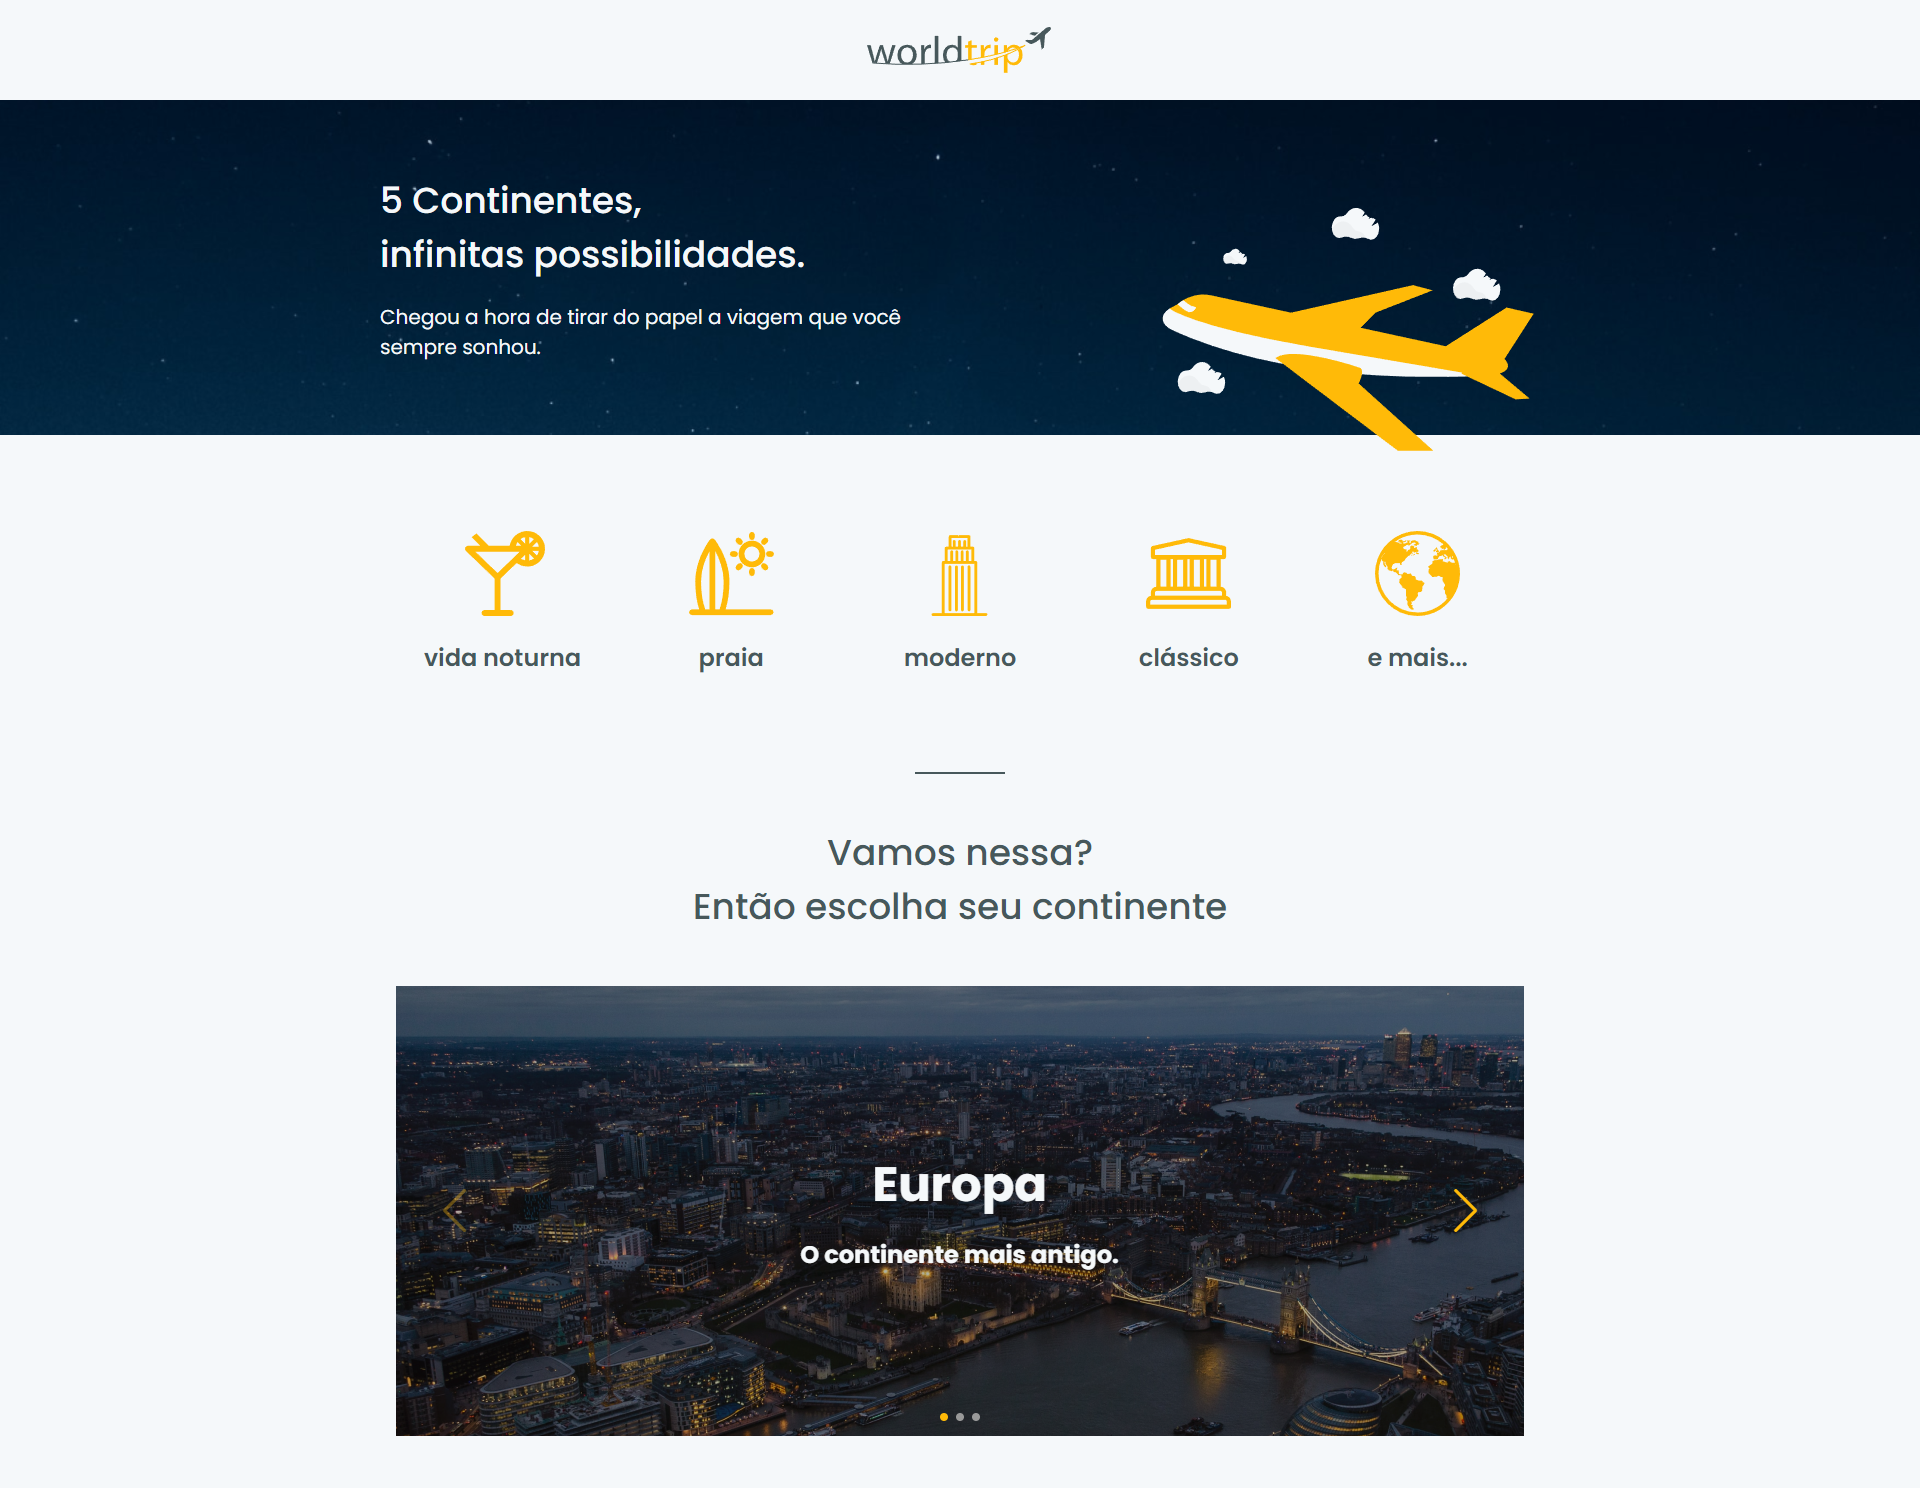 worldtrip
5 Continentes,
infinitas possibilidades.
Chegou a hora de tirar do papel a viagem que você
sempre sonhou.
vida noturna
praia
moderno
clássico
e mais...
Vamos nessa?
Então escolha seu continente
Europa
O continente mais antigo.